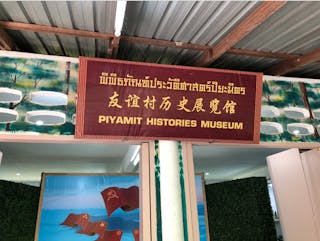 พิพิธภัณฑ์ประวัติศาสตร์ปิยะมิตร
友谊村历史展览馆
PIYAMIT HISTORIES MUSEUM